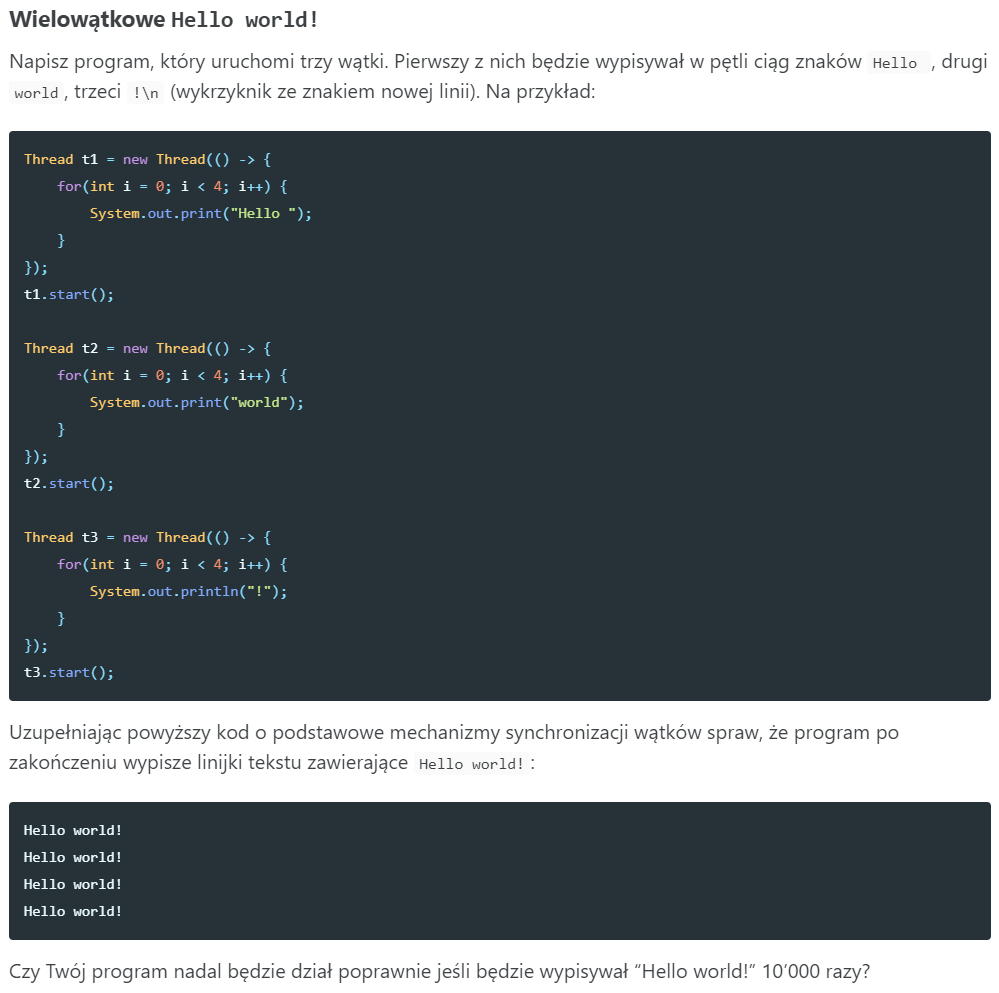 Wielowątkowe Hello world!
Napisz program, który uruchomi trzy wątki. Pierwszy z nich będzie wypisywał w pętli ciąg znaków Hello , drugi
world , trzeci !\n (wykrzyknik ze znakiem nowej linii). Na przykład:
Thread t1 = new Thread(() -> {
    for(int i = 0; i < 4; i++) {
        System.out.print("Hello ");
    }
});
t1.start();
Thread t2 = new Thread(() -> {
    for(int i = 0; i < 4; i++) {
        System.out.print("world");
    }
});
t2.start();
Thread t3 = new Thread(() -> {
    for(int i = 0; i < 4; i++) {
        System.out.println("!");
    }
});
t3.start();
Uzupełniając powyższy kod o podstawowe mechanizmy synchronizacji wątków spraw, że program po
zakończeniu wypisze linijki tekstu zawierające Hello world! :
Hello world!
Hello world!
Hello world!
Hello world!
Czy Twój program nadal będzie dział poprawnie jeśli będzie wypisywał “Hello world!” 10’000 razy?